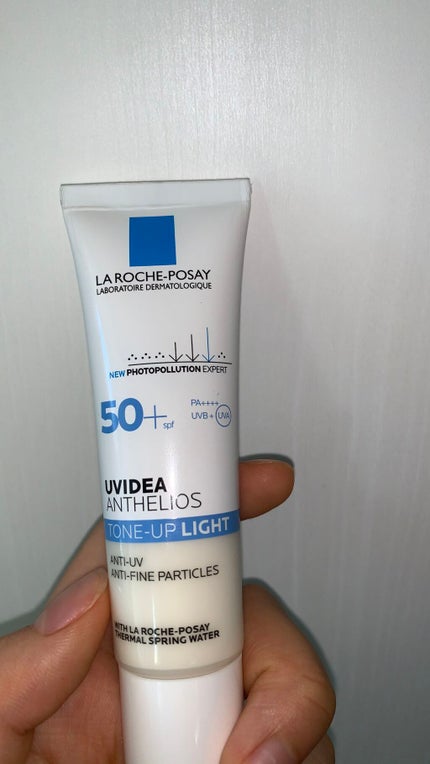 LA ROCHE-POSAY
LABORATOIRE DERMATOLOGIQUE
NEW PHOTOPOLLUTION EXPERT
50+ spf
PA++++
UVB + UVA
UVIDEA
ANTHELIOS
TONE-UP LIGHT
ANTI-UV
ANTI-FINE PARTICLES
WITH LA ROCHE-POSAY
THERMAL SPRING WATER